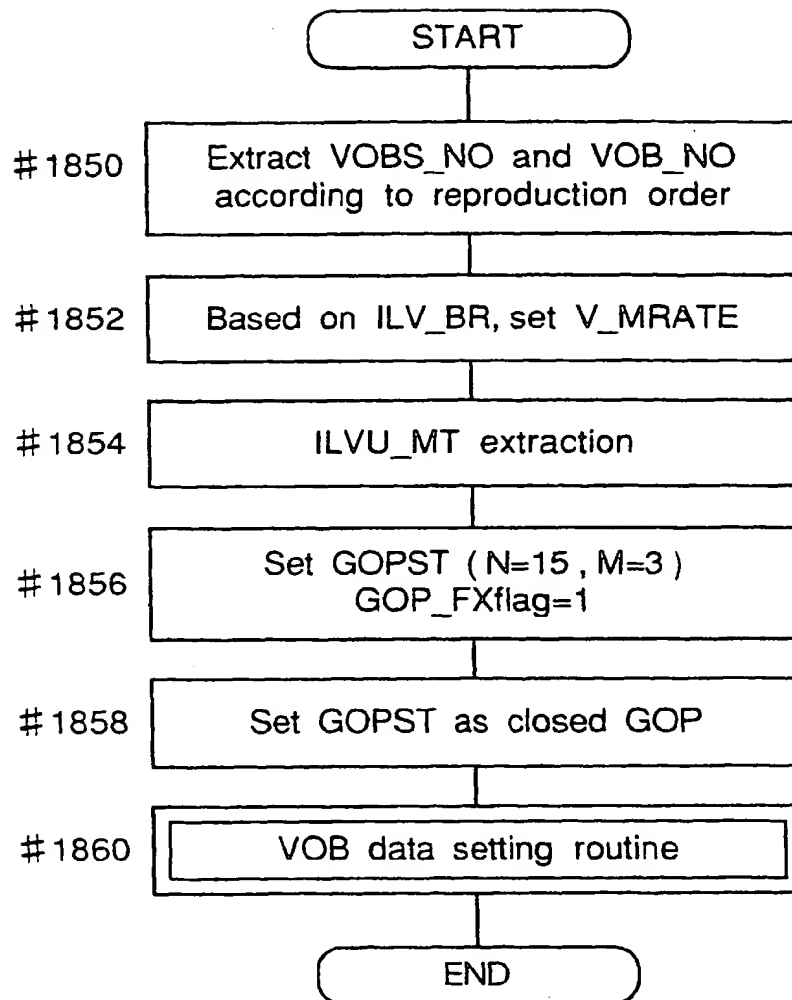 START
#1850
Extract VOBS_NO and VOB_NO
according to reproduction order
#1852
Based on ILV_BR, set V_MRATE
#1854
ILVU_MT extraction
#1856
Set GOPST (N=15, M=3)
GOP_FXflag=1
#1858
Set GOPST as closed GOP
#1860
VOB data setting routine
END